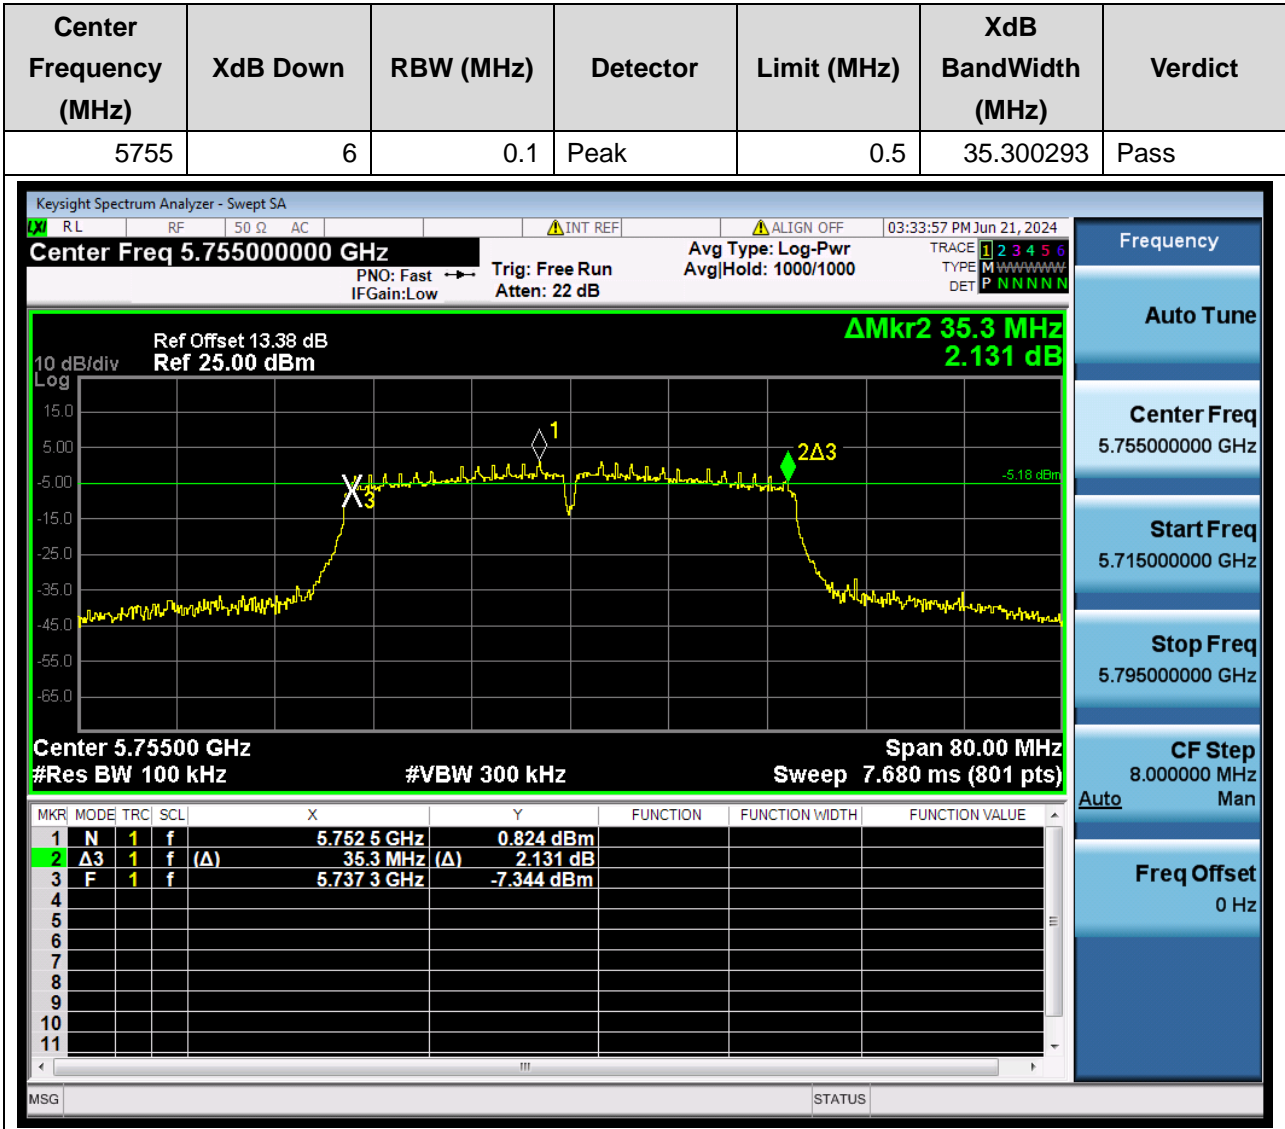 Center Frequency (MHz) | XdB Down | RBW (MHz) | Detector | Limit (MHz) | XdB BandWidth (MHz) | Verdict
5755 | 6 | 0.1 | Peak | 0.5 | 35.300293 | Pass
Keysight Spectrum Analyzer - Swept SA
LXI RL RF 50 Ω AC INT REF ALIGN OFF 03:33:57 PM Jun 21, 2024
Center Freq 5.755000000 GHz
PNO: Fast
IFGain:Low
Trig: Free Run
Atten: 22 dB
Avg Type: Log-Pwr
Avg|Hold: 1000/1000
TRACE 1 2 3 4 5 6
TYPE M WWWWW
DET P N N N N N
Ref Offset 13.38 dB
Ref 25.00 dBm
10 dB/div
Log
ΔMkr2 35.3 MHz
2.131 dB
15.0
5.00
-5.00
-15.0
-25.0
-35.0
-45.0
-55.0
-65.0
1
2Δ3
3
-5.18 dBm
Center 5.75500 GHz
#Res BW 100 kHz
#VBW 300 kHz
Span 80.00 MHz
Sweep 7.680 ms (801 pts)
MKR MODE TRC SCL X Y FUNCTION FUNCTION WIDTH FUNCTION VALUE
1 N 1 f 5.752 5 GHz 0.824 dBm
2 Δ3 1 f (Δ) 35.3 MHz (Δ) 2.131 dB
3 F 1 f 5.737 3 GHz -7.344 dBm
4
5
6
7
8
9
10
11
MSG
STATUS
Frequency
Auto Tune
Center Freq
5.755000000 GHz
Start Freq
5.715000000 GHz
Stop Freq
5.795000000 GHz
CF Step
8.000000 MHz
Auto Man
Freq Offset
0 Hz